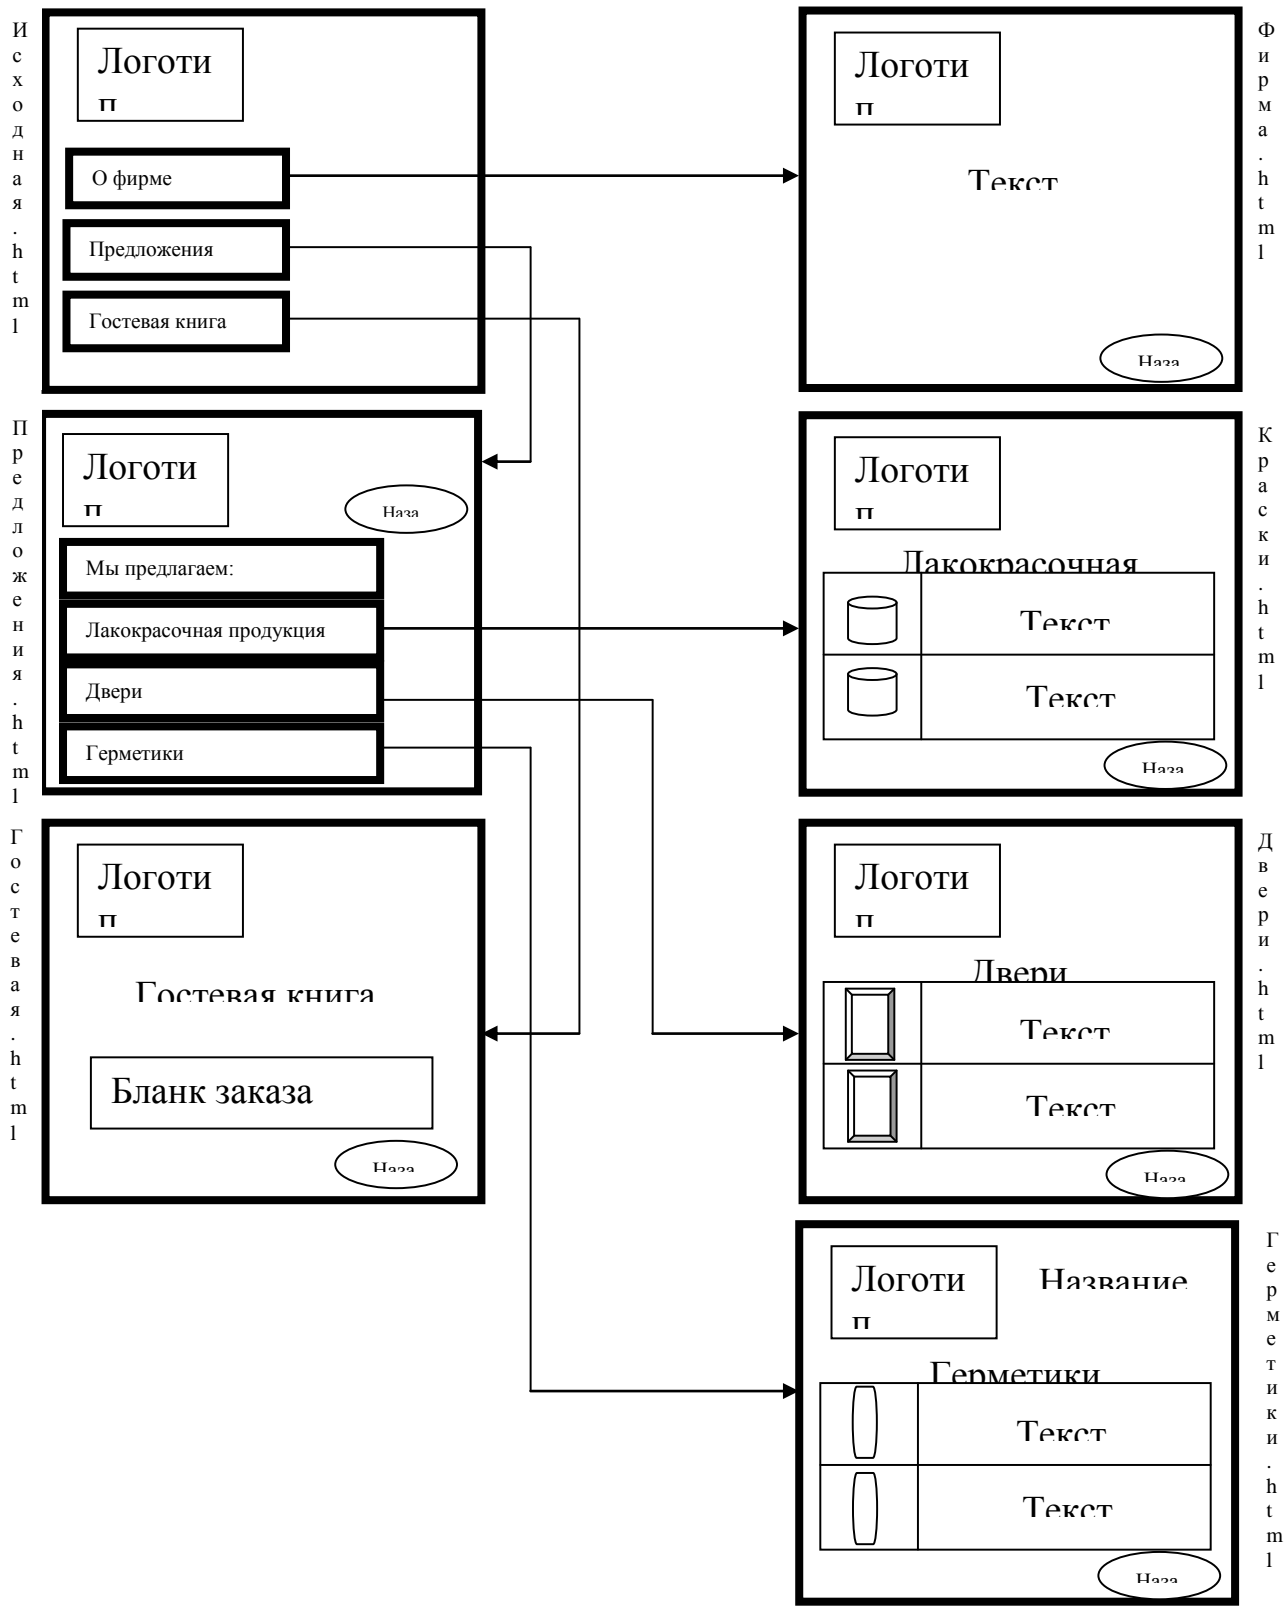 Исходная.html
Логоти
п
О фирме
Предложения
Гостевая книга
Фирма.html
Логоти
п
Текст
Наза
Предложения.html
Логоти
п
Наза
Мы предлагаем:
Лакокрасочная продукция
Двери
Герметики
Краски.html
Логоти
п
Лакокрасочная
Текст
Текст
Наза
Гостевая.html
Логоти
п
Гостевая книга
Бланк заказа
Наза
Двери.html
Логоти
п
Двери
Текст
Текст
Наза
Герметики.html
Логоти
п
Название
Герметики
Текст
Текст
Наза